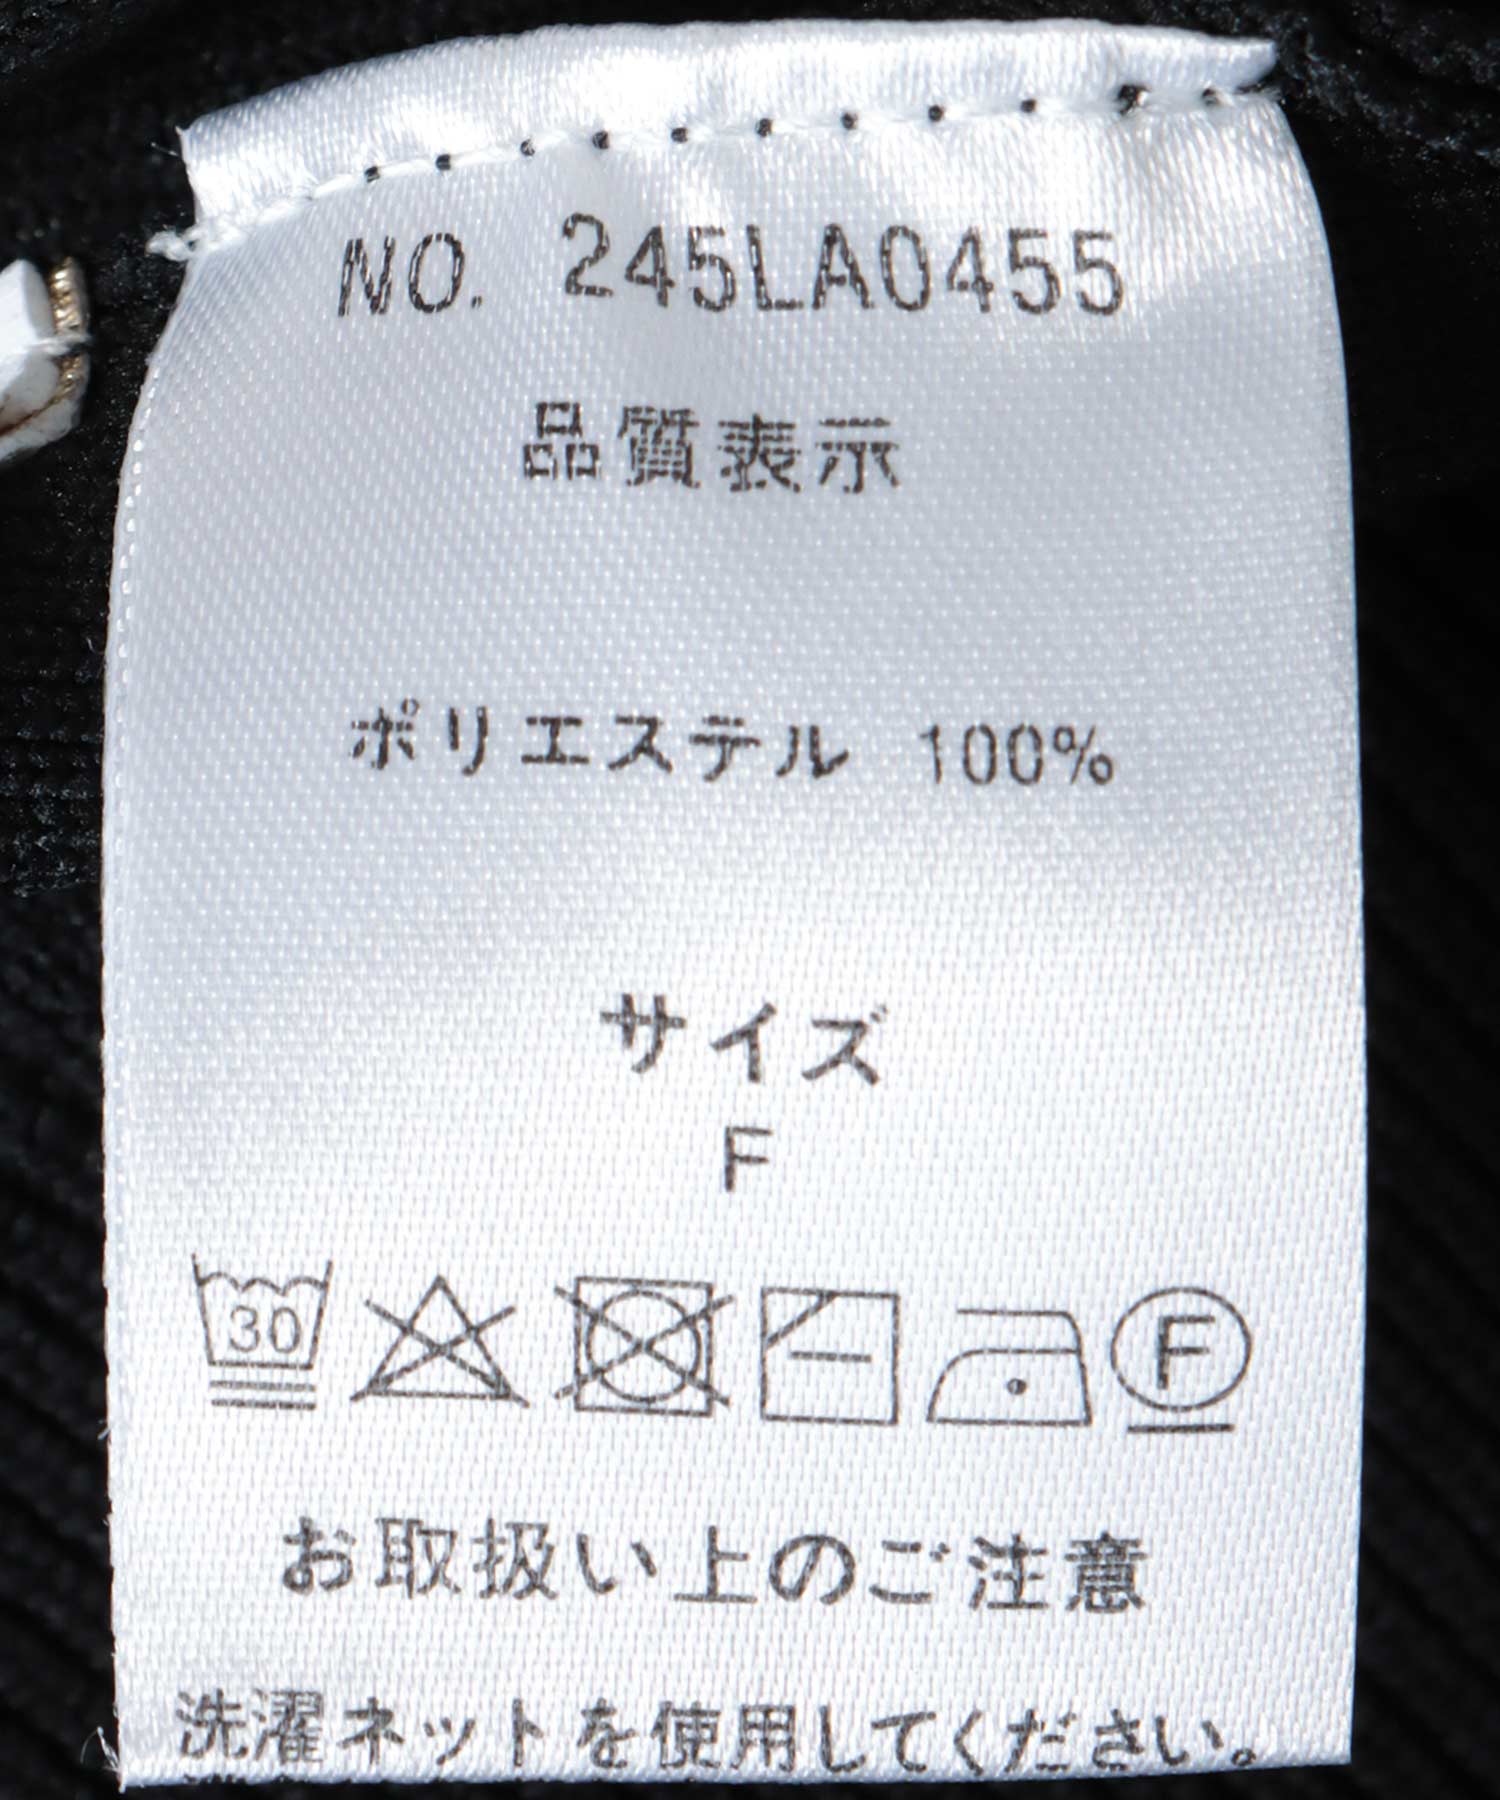 NO. 245LA0455
品質表示
ポリエステル 100%
サイズ
F
30 F
お取扱い上のご注意
洗濯ネットを使用してください。